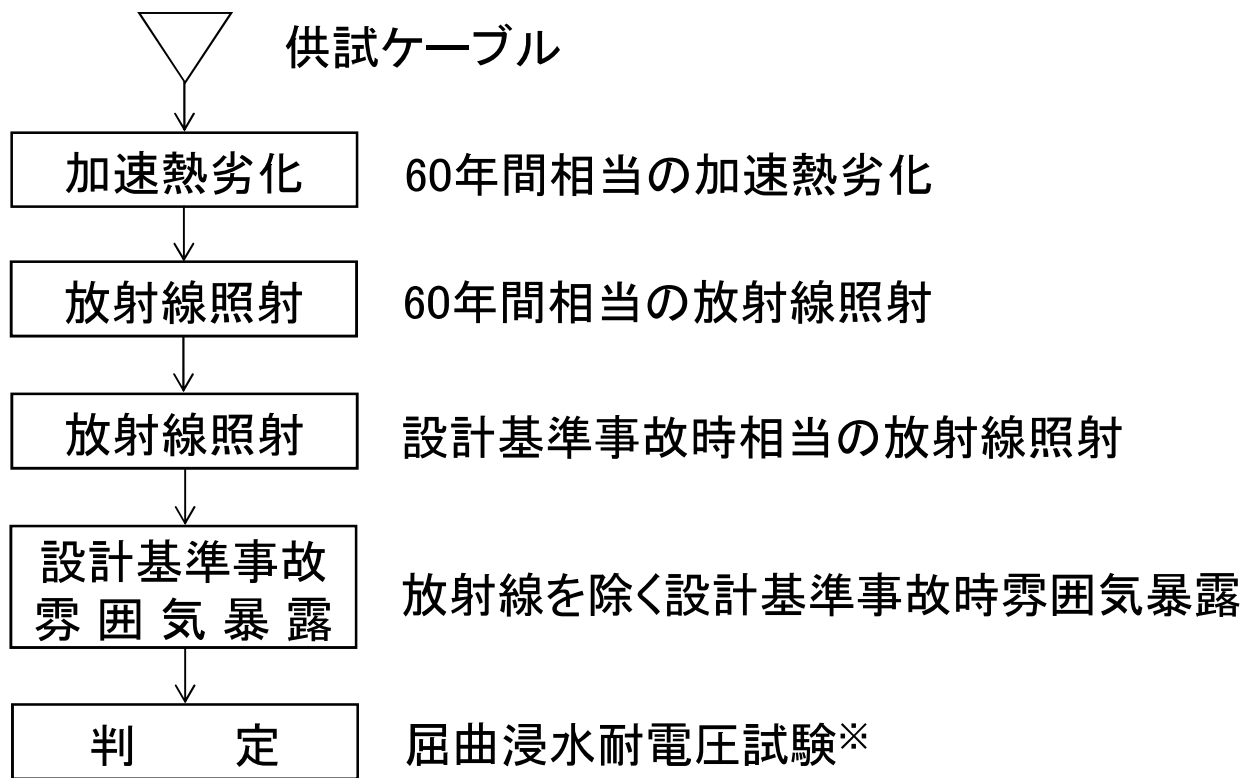 供試ケーブル
加速熱劣化
60年間相当の加速熱劣化
放射線照射
60年間相当の放射線照射
放射線照射
設計基準事故時相当の放射線照射
設計基準事故
雰囲気暴露
放射線を除く設計基準事故時雰囲気暴露
判定
屈曲浸水耐電圧試験※